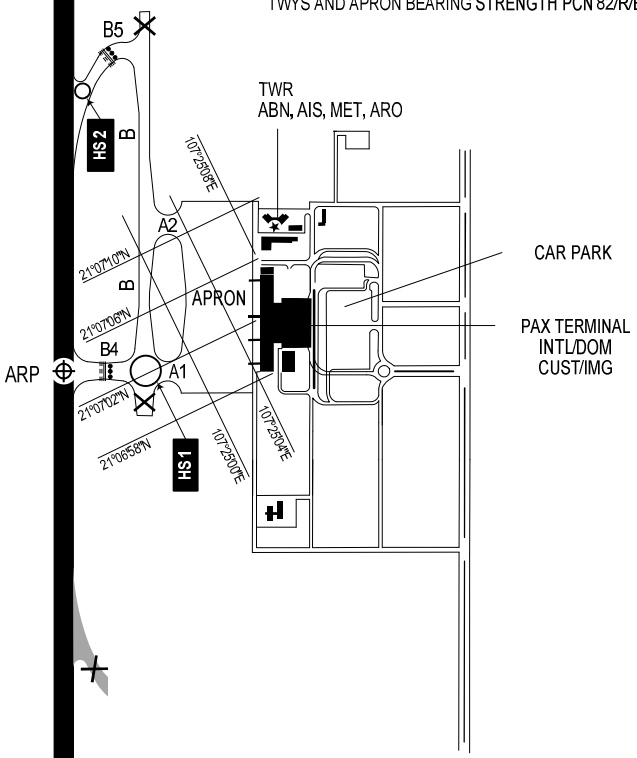 TWYS AND APRON BEARING STRENGTH PCN 82/R/B
B5
TWR
ABN, AIS, MET, ARO
HS 2
B
107°25'08"E
A2
21°07'10"N
CAR PARK
B
APRON
21°07'06"N
PAX TERMINAL
INTL/DOM
CUST/IMG
B4
ARP
A1
21°07'02"N
107°25'04"E
107°25'00"E
21°06'58"N
HS 1